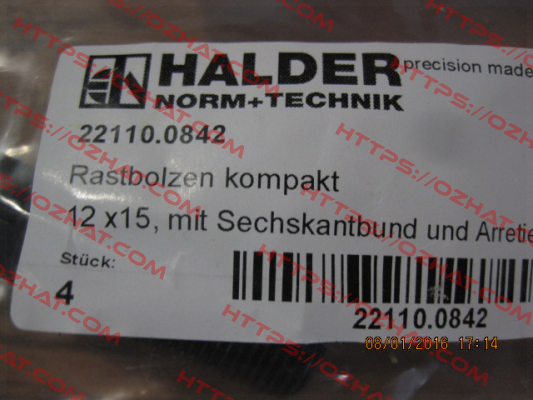 HALDER precision made
NORM+TECHNIK
22110.0842
Rastbolzen kompakt
12 x15, mit Sechskantbund und Arretie
Stück:
4
22110.0842
08/01/2016 17:14
HTTPS://OZHAT.COM